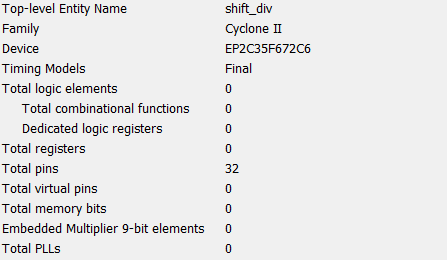 Top-level Entity Name shift_div
Family Cyclone II
Device EP2C35F672C6
Timing Models Final
Total logic elements 0
Total combinational functions 0
Dedicated logic registers 0
Total registers 0
Total pins 32
Total virtual pins 0
Total memory bits 0
Embedded Multiplier 9-bit elements 0
Total PLLs 0